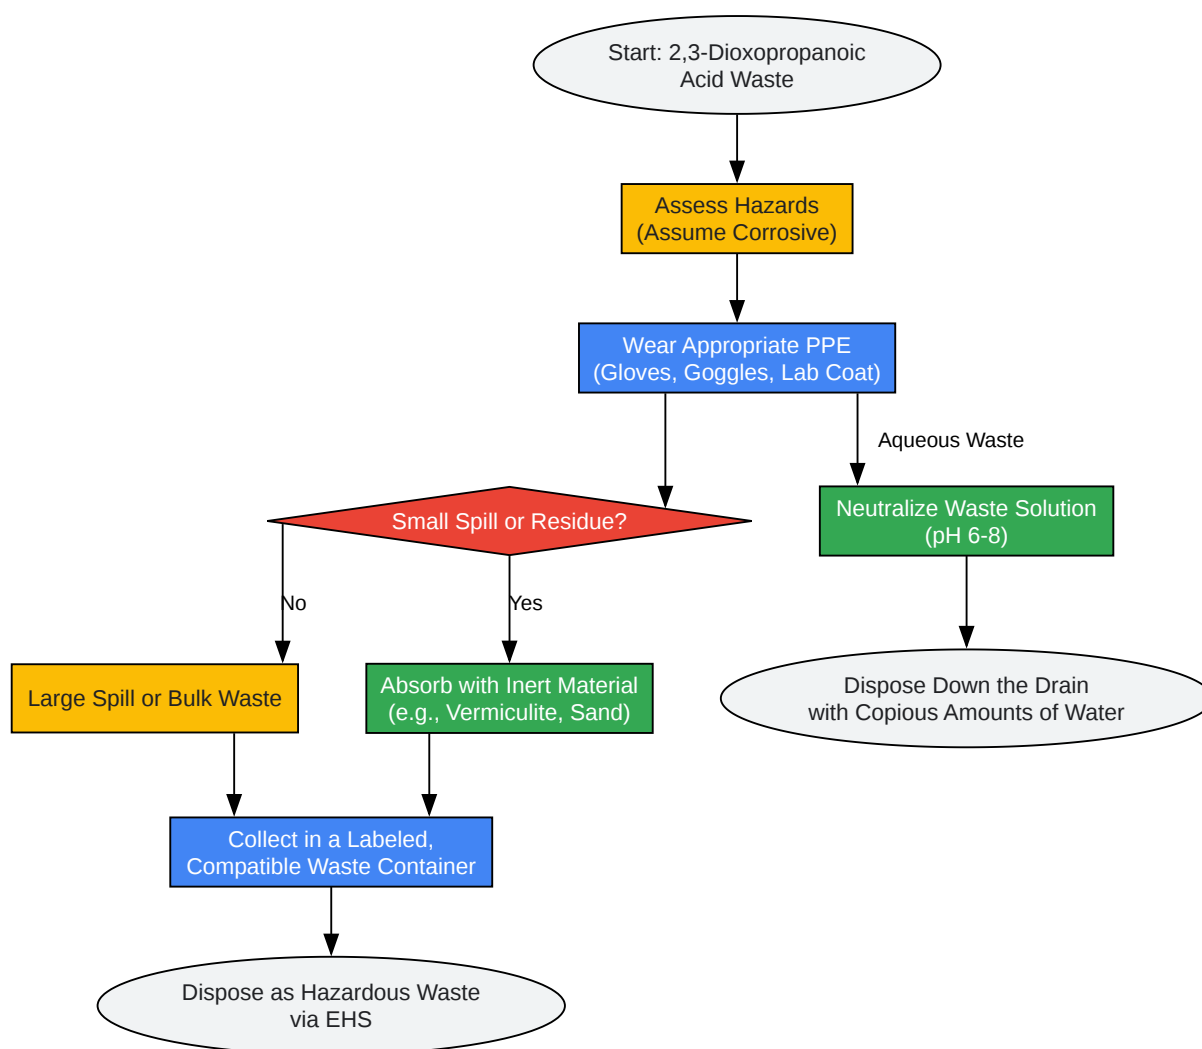 Start: 2,3-Dioxopropanoic
Acid Waste
Assess Hazards
(Assume Corrosive)
Wear Appropriate PPE
(Gloves, Goggles, Lab Coat)
Aqueous Waste
Small Spill or Residue?
Neutralize Waste Solution
(pH 6-8)
No
Yes
Large Spill or Bulk Waste
Absorb with Inert Material
(e.g., Vermiculite, Sand)
Dispose Down the Drain
with Copious Amounts of Water
Collect in a Labeled,
Compatible Waste Container
Dispose as Hazardous Waste
via EHS